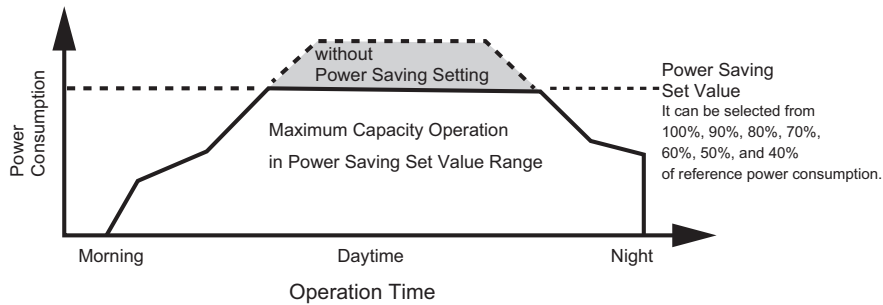 without
Power Saving Setting
Power Saving
Set Value
It can be selected from
100%, 90%, 80%, 70%,
60%, 50%, and 40%
of reference power consumption.
Maximum Capacity Operation
in Power Saving Set Value Range
Power
Consumption
Morning
Daytime
Night
Operation Time